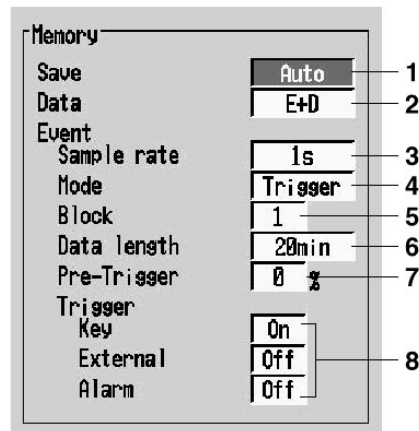 Memory
Save Auto 1
Data E+D 2
Event
Sample rate 1s 3
Mode Trigger 4
Block 1 5
Data length 20min 6
Pre-Trigger 0 % 7
Trigger
Key On
External Off 8
Alarm Off